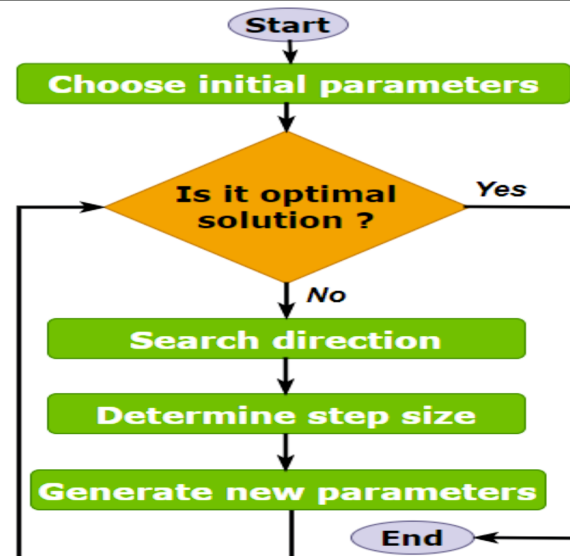 Start
Choose initial parameters
Is it optimal
solution ?
Yes
No
Search direction
Determine step size
Generate new parameters
End